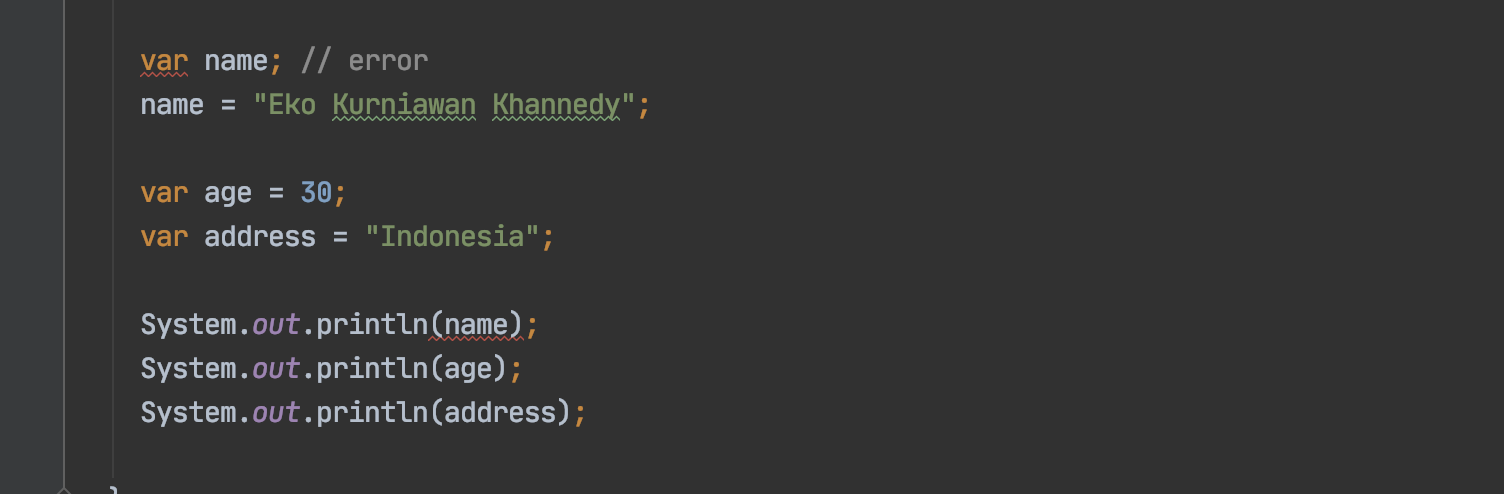 var name; // error
name = "Eko Kurniawan Khannedy";
var age = 30;
var address = "Indonesia";
System.out.println(name);
System.out.println(age);
System.out.println(address);
}